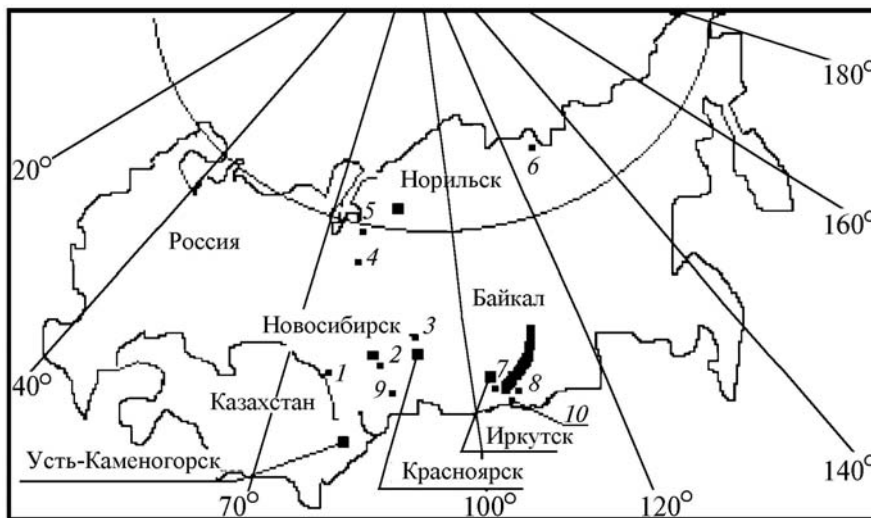 180°
20°
6
Норильск
160°
5
Россия
4
Байкал
Новосибирск
3
40°
1
2
7
8
9
Казахстан
10
Иркутск
Усть-Каменогорск
Красноярск
140°
70°
100°
120°